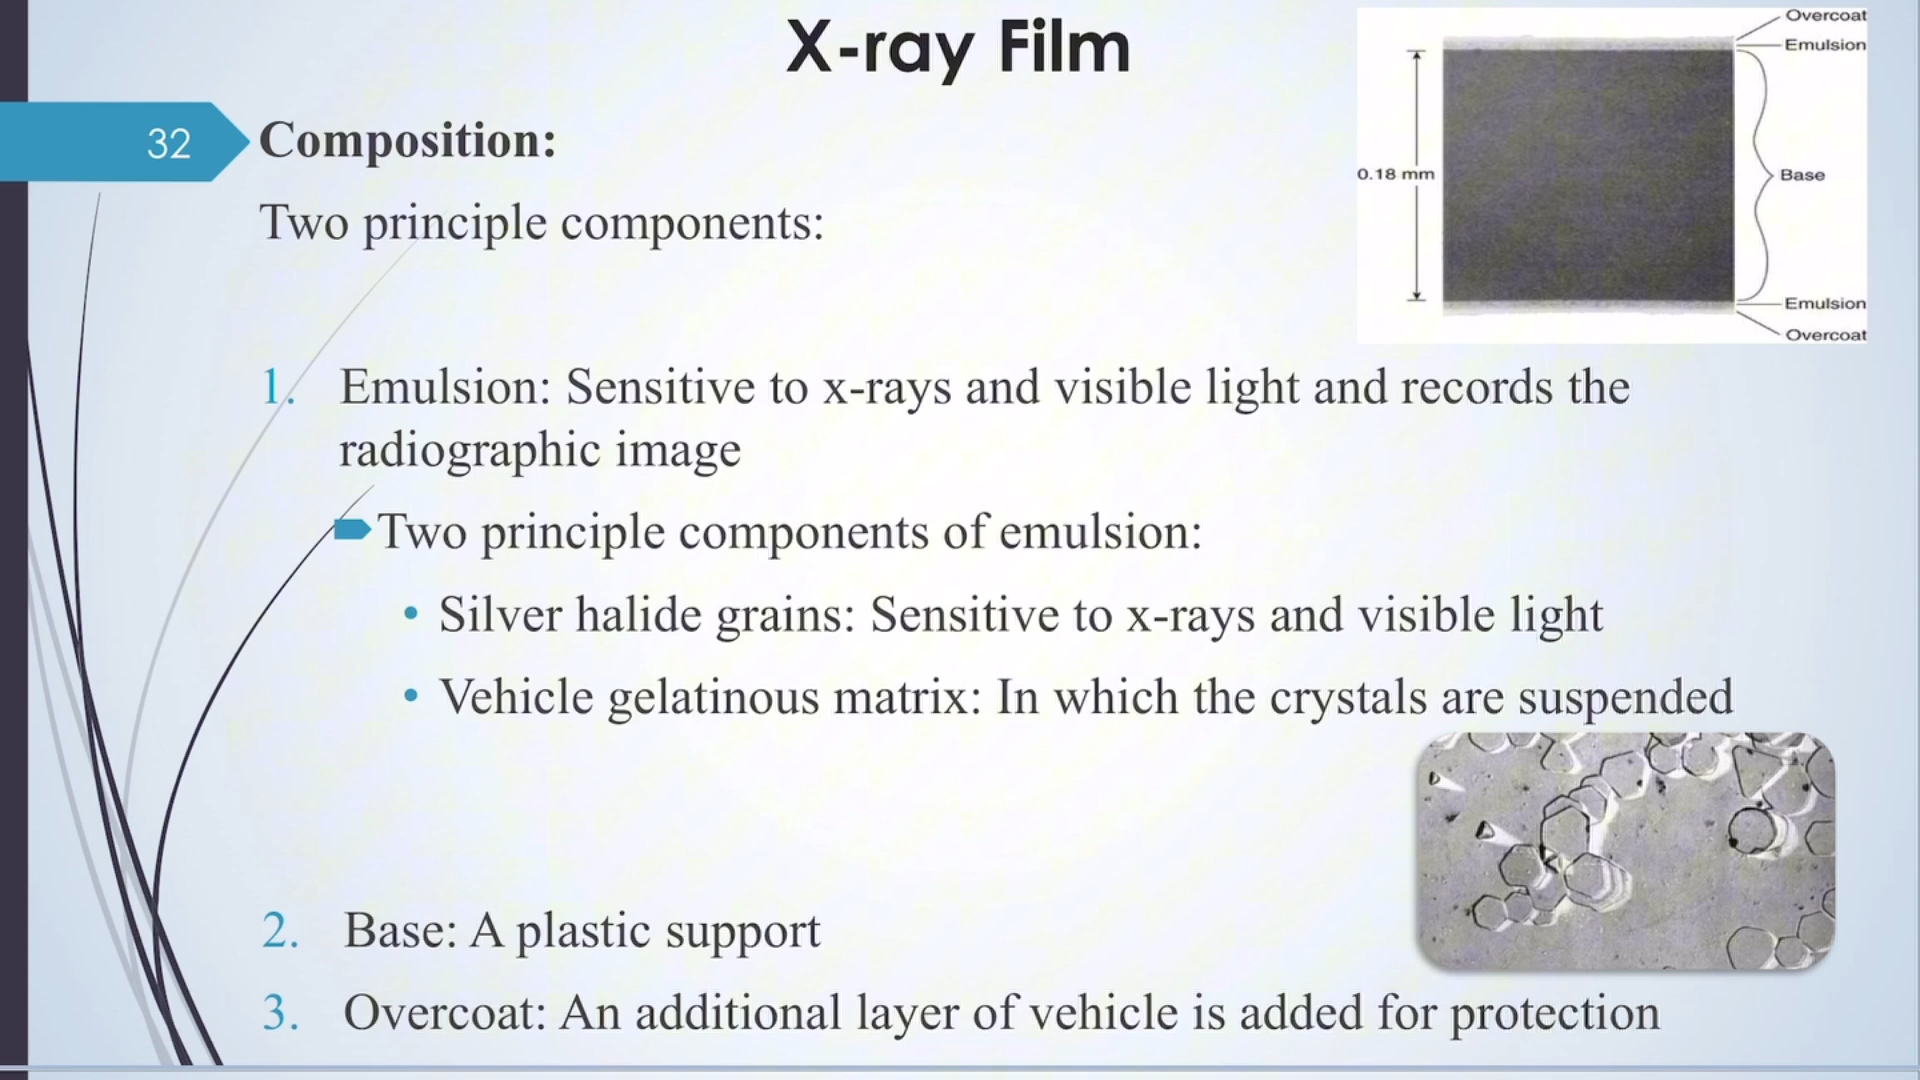 X-ray Film
32
Composition:
Two principle components:
1. Emulsion: Sensitive to x-rays and visible light and records the
radiographic image
Two principle components of emulsion:
• Silver halide grains: Sensitive to x-rays and visible light
• Vehicle gelatinous matrix: In which the crystals are suspended
2. Base: A plastic support
3. Overcoat: An additional layer of vehicle is added for protection
Overcoat
Emulsion
0.18 mm
Base
Emulsion
Overcoat